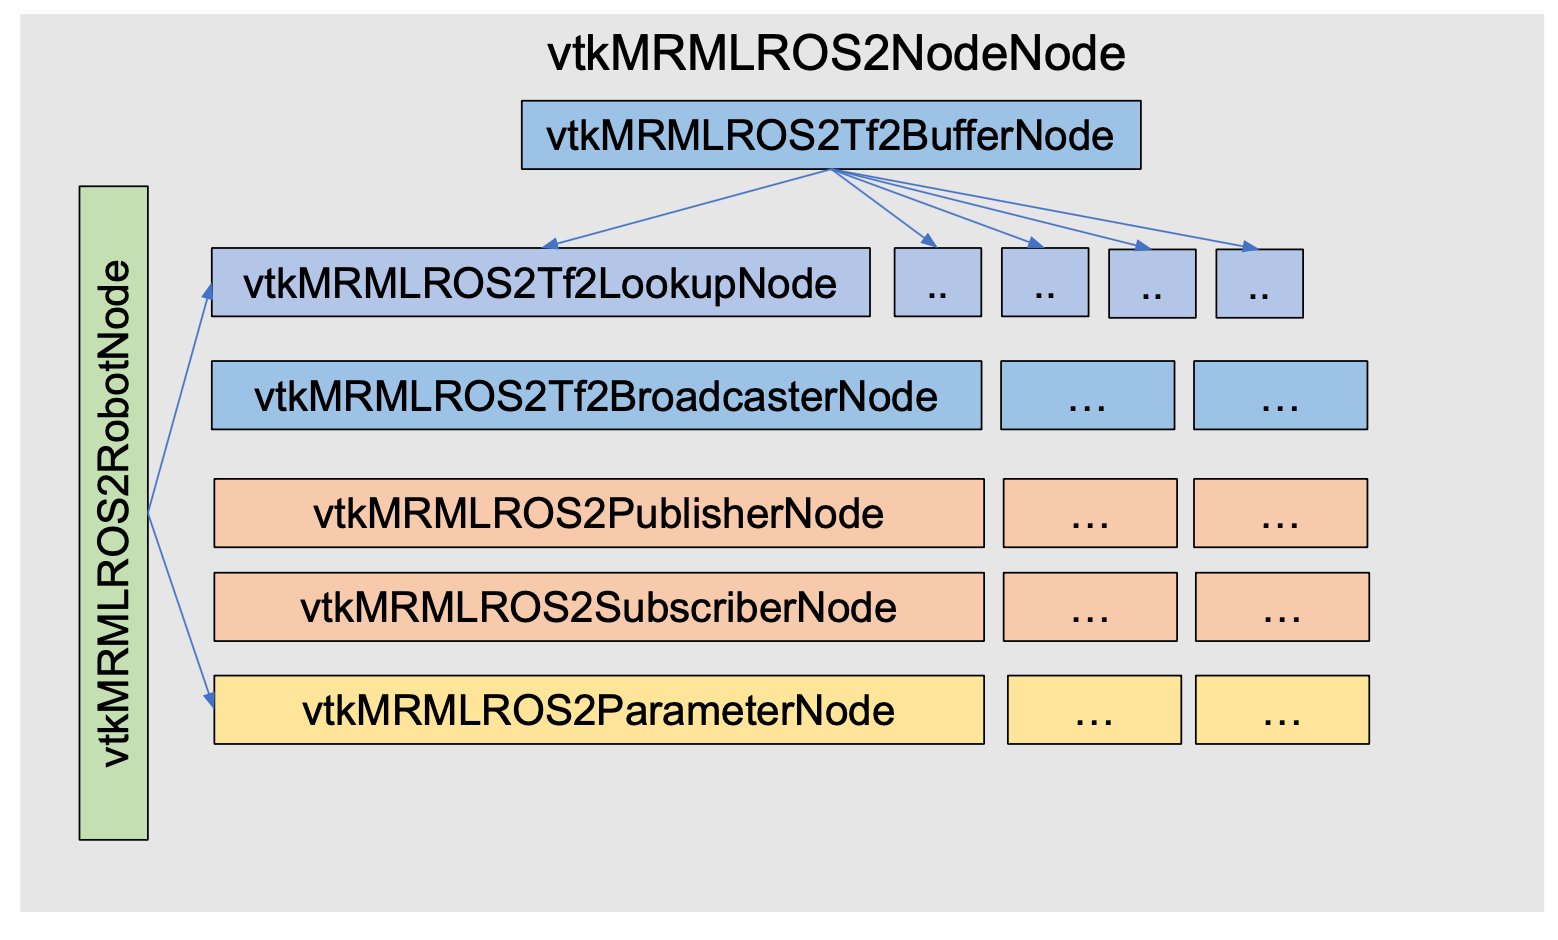 vtkMRMLROS2NodeNode
vtkMRMLROS2Tf2BufferNode
vtkMRMLROS2RobotNode
vtkMRMLROS2Tf2LookupNode .. .. .. ..
vtkMRMLROS2Tf2BroadcasterNode ... ...
vtkMRMLROS2PublisherNode ... ...
vtkMRMLROS2SubscriberNode ... ...
vtkMRMLROS2ParameterNode ... ...